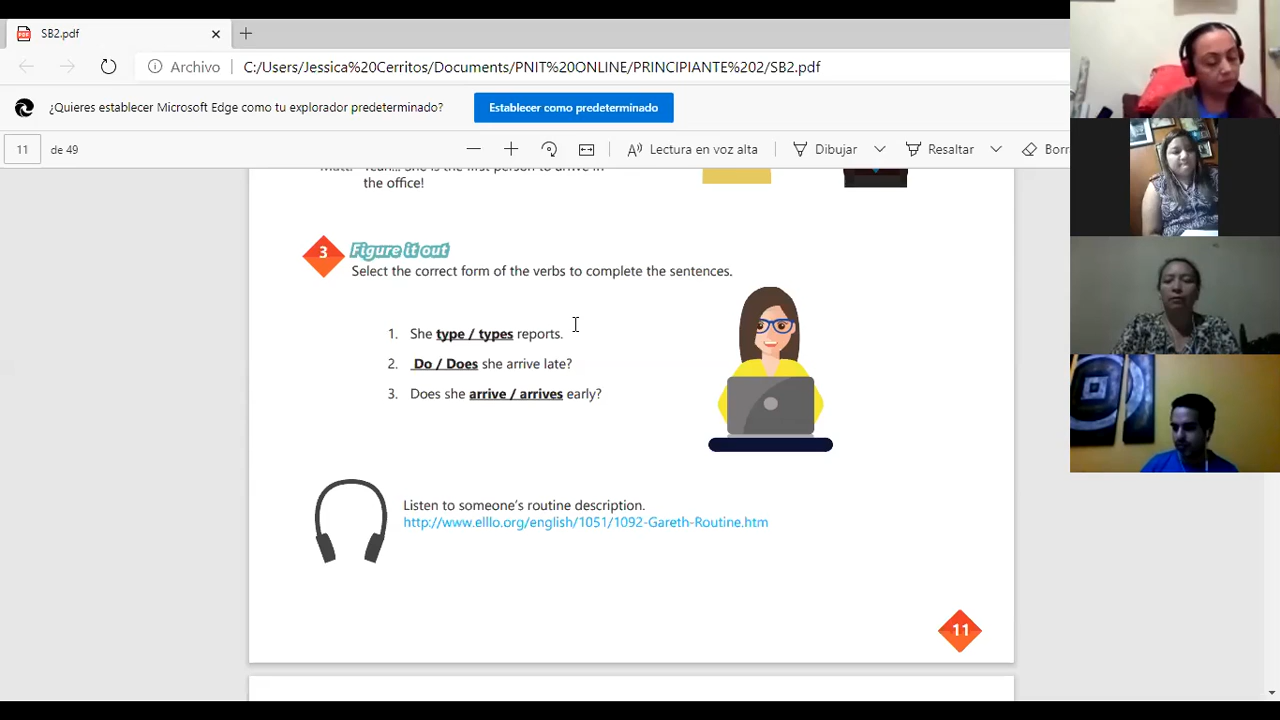 SB2.pdf
Archivo C:/Users/Jessica%20Cerritos/Documents/PNIT%20ONLINE/PRINCIPIANTE%202/SB2.pdf
¿Quieres establecer Microsoft Edge como tu explorador predeterminado? Establecer como predeterminado
11 de 49 Lectura en voz alta Dibujar Resaltar Borr
the office!
3 Figure it out
Select the correct form of the verbs to complete the sentences.
1. She type / types reports.
2. Do / Does she arrive late?
3. Does she arrive / arrives early?
Listen to someone's routine description.
http://www.elllo.org/english/1051/1092-Gareth-Routine.htm
11